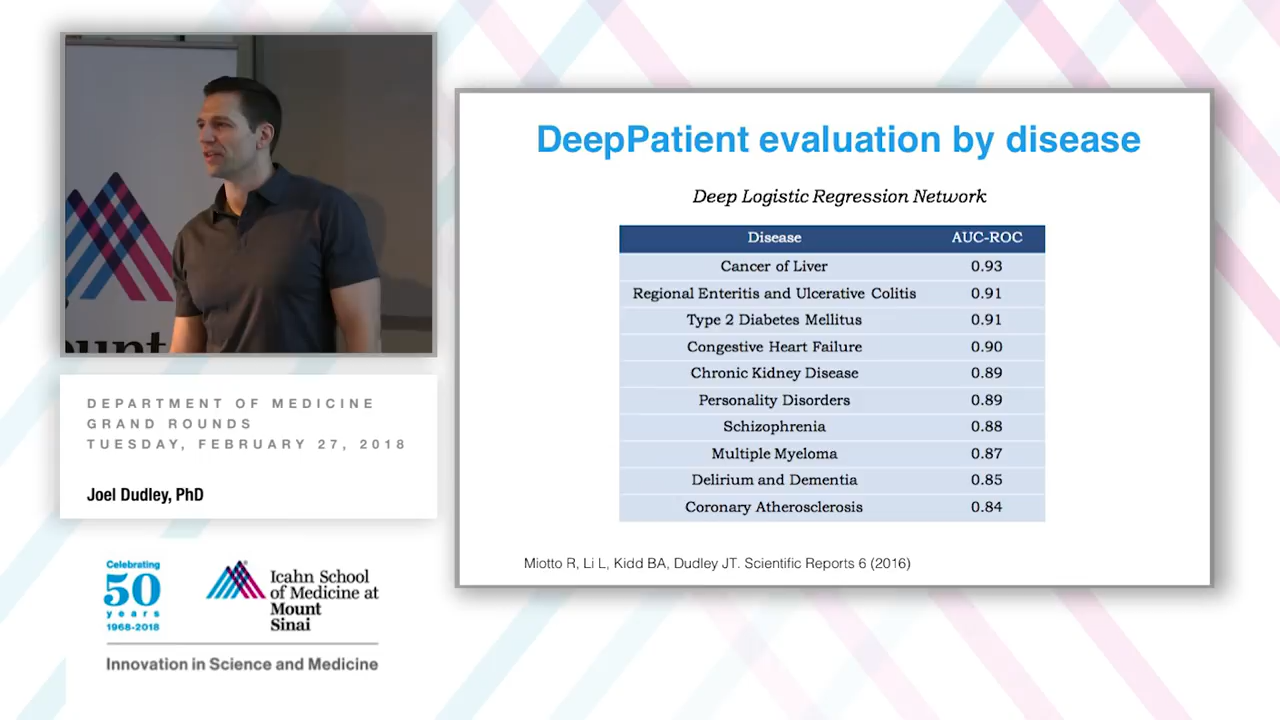 ount
DEPARTMENT OF MEDICINE
GRAND ROUNDS
TUESDAY, FEBRUARY 27, 2018
Joel Dudley, PhD
Celebrating
50
years
1968-2018
Icahn School
of Medicine at
Mount
Sinai
Innovation in Science and Medicine
DeepPatient evaluation by disease
Deep Logistic Regression Network
Disease AUC-ROC
Cancer of Liver 0.93
Regional Enteritis and Ulcerative Colitis 0.91
Type 2 Diabetes Mellitus 0.91
Congestive Heart Failure 0.90
Chronic Kidney Disease 0.89
Personality Disorders 0.89
Schizophrenia 0.88
Multiple Myeloma 0.87
Delirium and Dementia 0.85
Coronary Atherosclerosis 0.84
Miotto R, Li L, Kidd BA, Dudley JT. Scientific Reports 6 (2016)